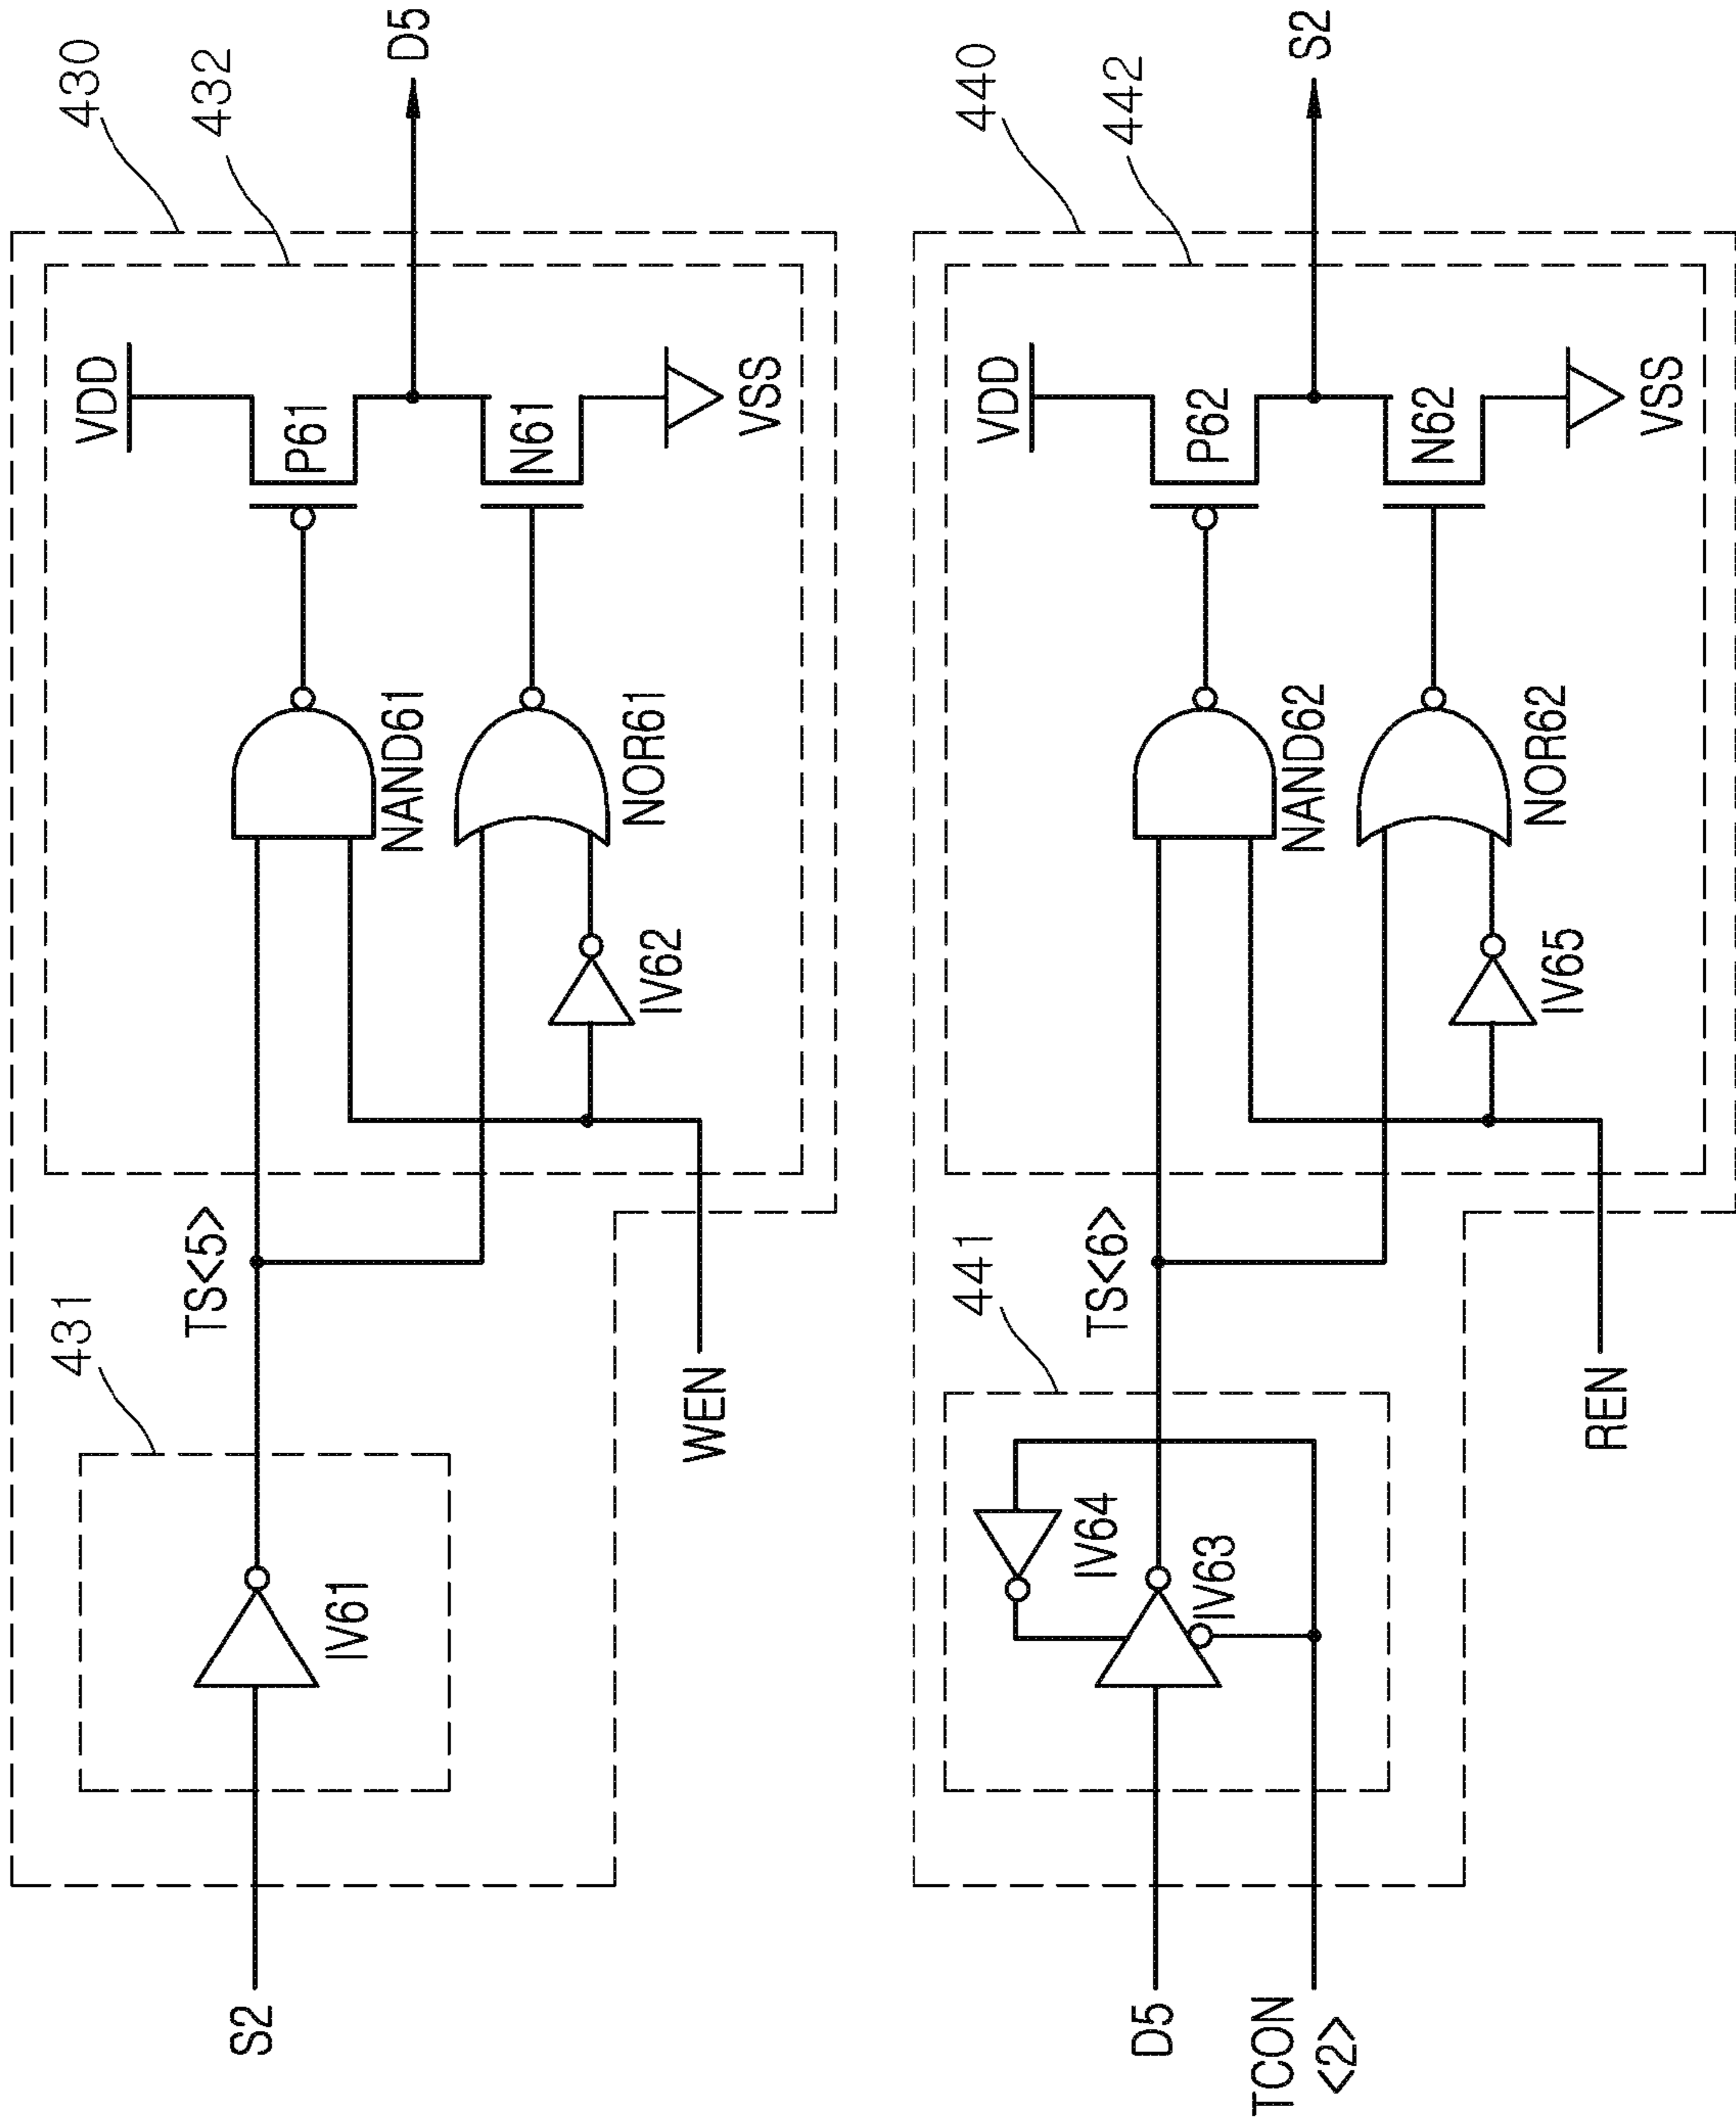 430
432
VDD
P61
D5
N61
VSS
NAND61
NOR61
IV62
TS<5>
431
IV61
S2
WEN
440
442
VDD
P62
S2
N62
VSS
NAND62
NOR62
IV65
TS<6>
441
IV64
IV63
D5
TCON
<2>
REN